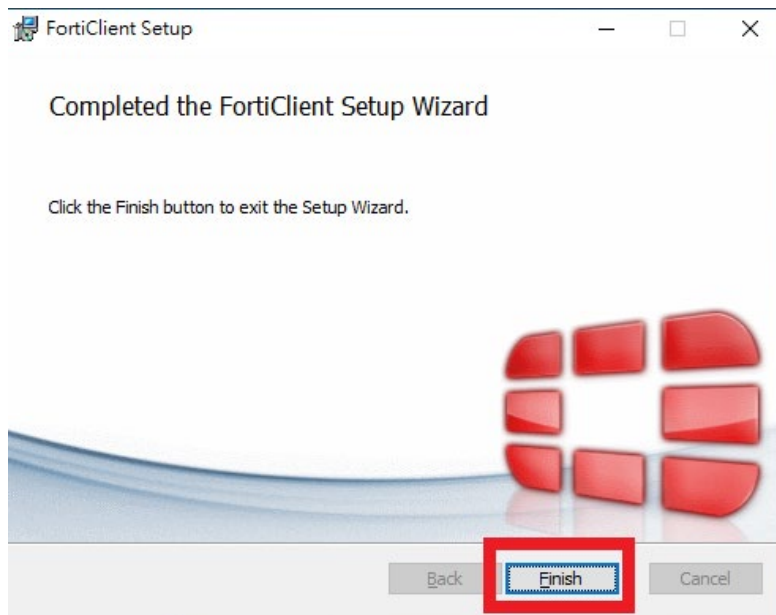 FortiClient Setup
Completed the FortiClient Setup Wizard
Click the Finish button to exit the Setup Wizard.
Back Finish Cancel